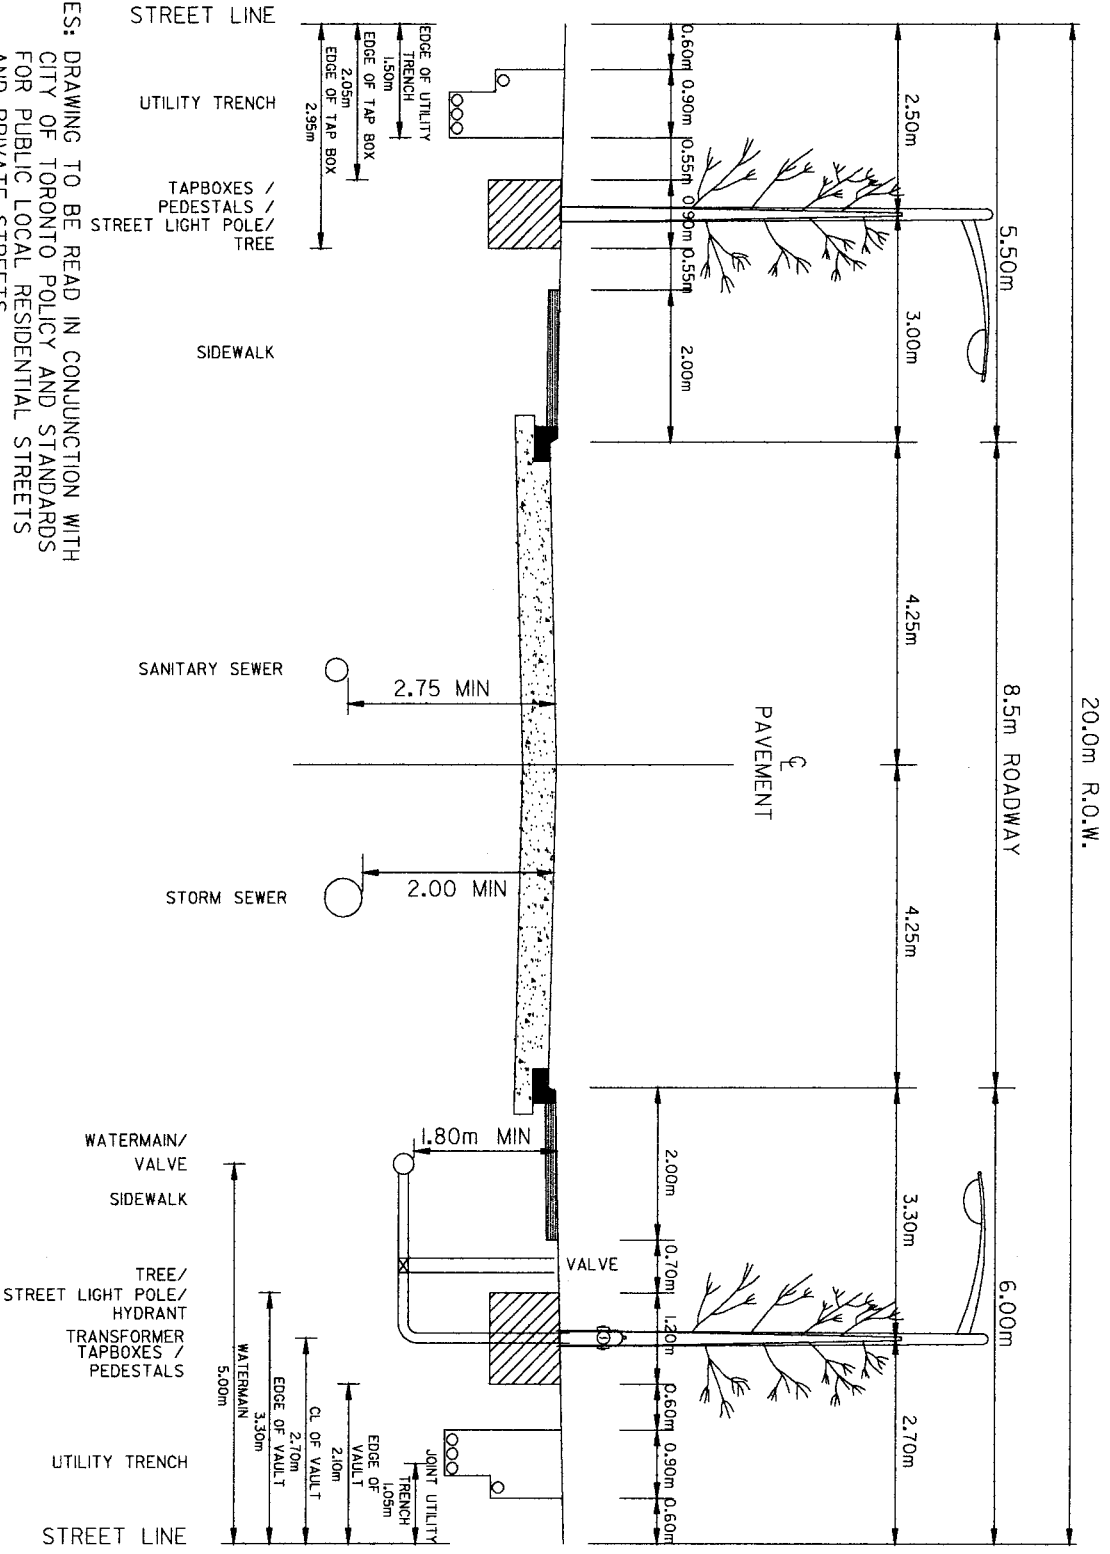 STREET LINE
UTILITY TRENCH
TAPBOXES /
PEDESTALS /
STREET LIGHT POLE/
TREE
SIDEWALK
SANITARY SEWER
STORM SEWER
WATERMAIN/
VALVE
SIDEWALK
TREE/
STREET LIGHT POLE/
HYDRANT
TRANSFORMER
TAPBOXES /
PEDESTALS
UTILITY TRENCH
STREET LINE
2.75 MIN
2.00 MIN
1.80m MIN
VALVE
20.0m R.O.W.
5.50m
8.5m ROADWAY
6.00m
2.50m
3.00m
4.25m
4.25m
3.30m
2.70m
℄
PAVEMENT
0.60m
0.90m
0.55m
0.90m
0.55m
2.00m
2.00m
0.70m
1.20m
0.60m
0.90m
0.60m
EDGE OF UTILITY
TRENCH
1.50m
EDGE OF TAP BOX
2.05m
EDGE OF TAP BOX
2.95m
JOINT UTILITY
TRENCH
1.05m
EDGE OF
VAULT
2.10m
CL OF VAULT
2.70m
EDGE OF VAULT
3.30m
WATERMAIN
5.00m
ES: DRAWING TO BE READ IN CONJUNCTION WITH
CITY OF TORONTO POLICY AND STANDARDS
FOR PUBLIC LOCAL RESIDENTIAL STREETS
AND PRIVATE STREETS